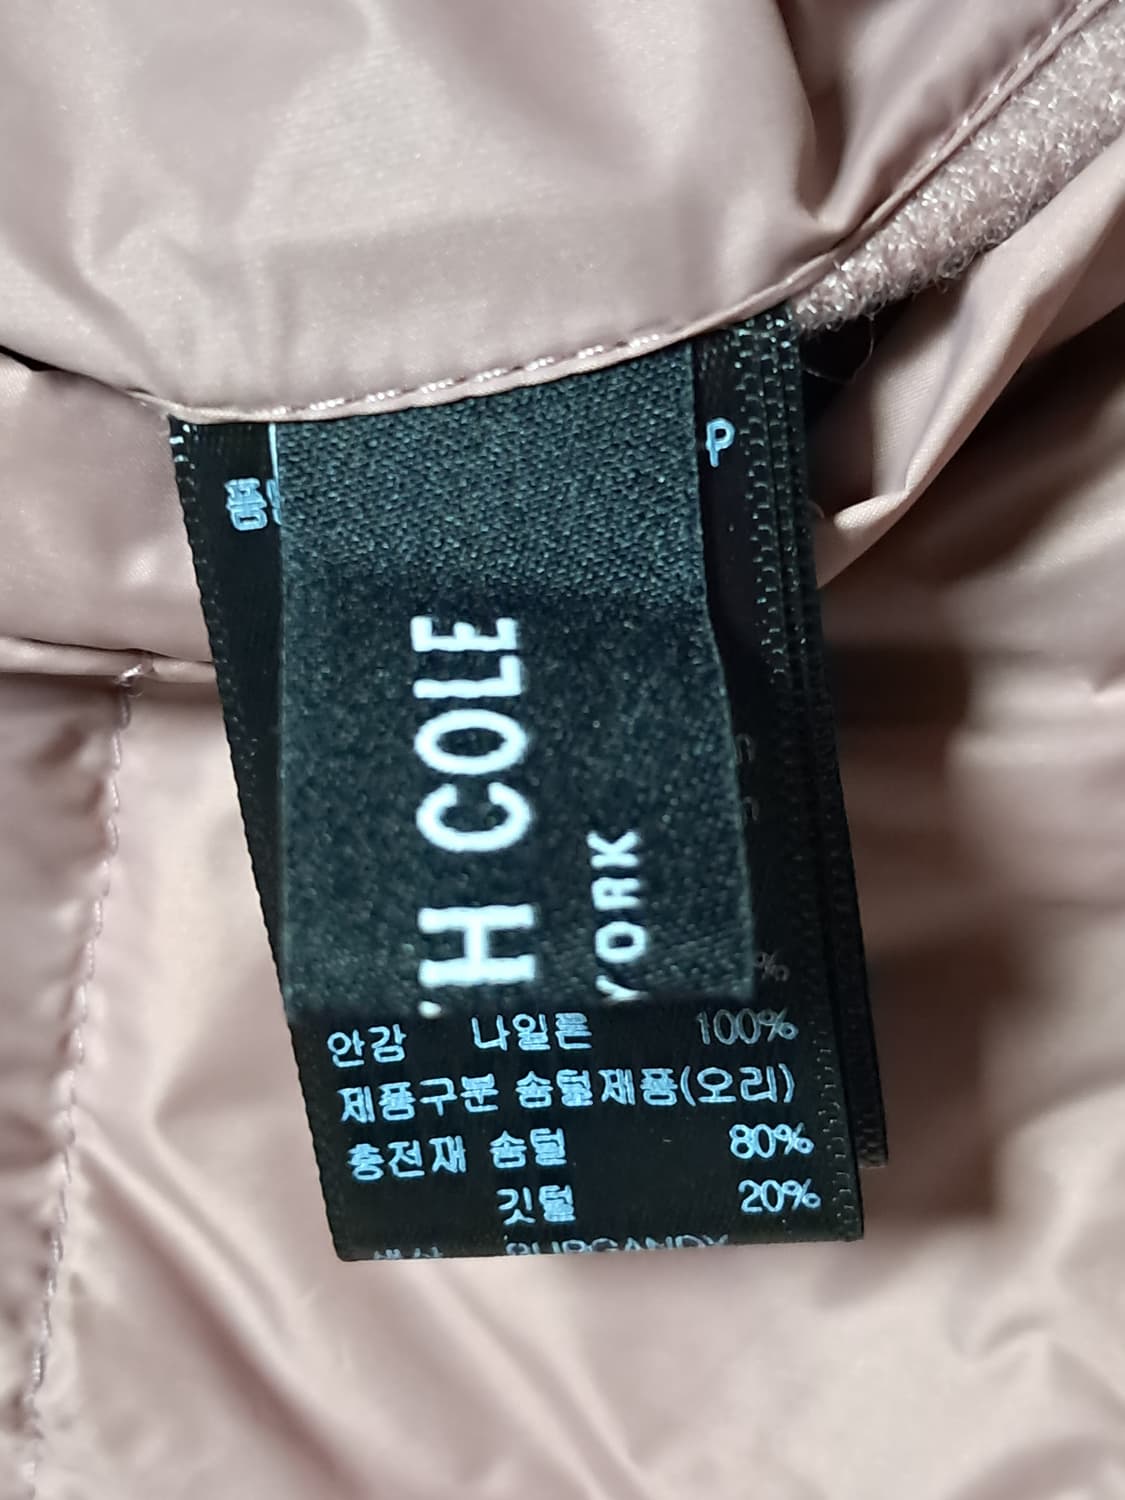 P
H COLE
YORK
%
안감 나일론 100%
제품구분 솜털제품(오리)
충전재 솜털 80%
깃털 20%
BURGANDY